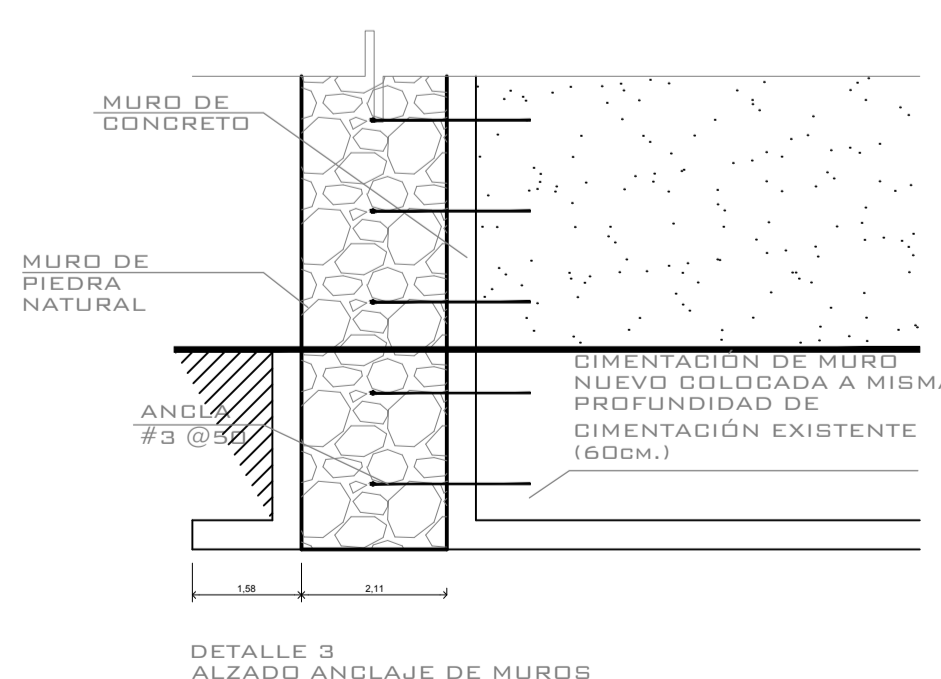 MURO DE
CONCRETO
MURO DE
PIEDRA
NATURAL
CIMENTACIÓN DE MURO
NUEVO COLOCADA A MISMA
PROFUNDIDAD DE
CIMENTACIÓN EXISTENTE
(60CM.)
ANCLA
#3 @50
1,58
2,11
DETALLE 3
ALZADO ANCLAJE DE MUROS